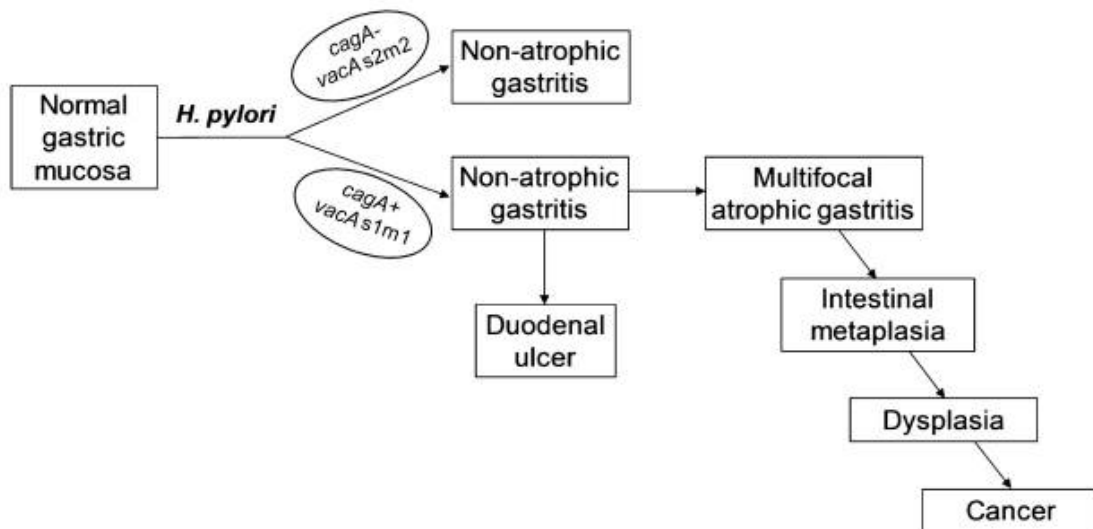 cagA-
vacA s2m2
Non-atrophic
gastritis
Normal
gastric
mucosa
H. pylori
cagA+
vacA s1m1
Non-atrophic
gastritis
Multifocal
atrophic gastritis
Duodenal
ulcer
Intestinal
metaplasia
Dysplasia
Cancer